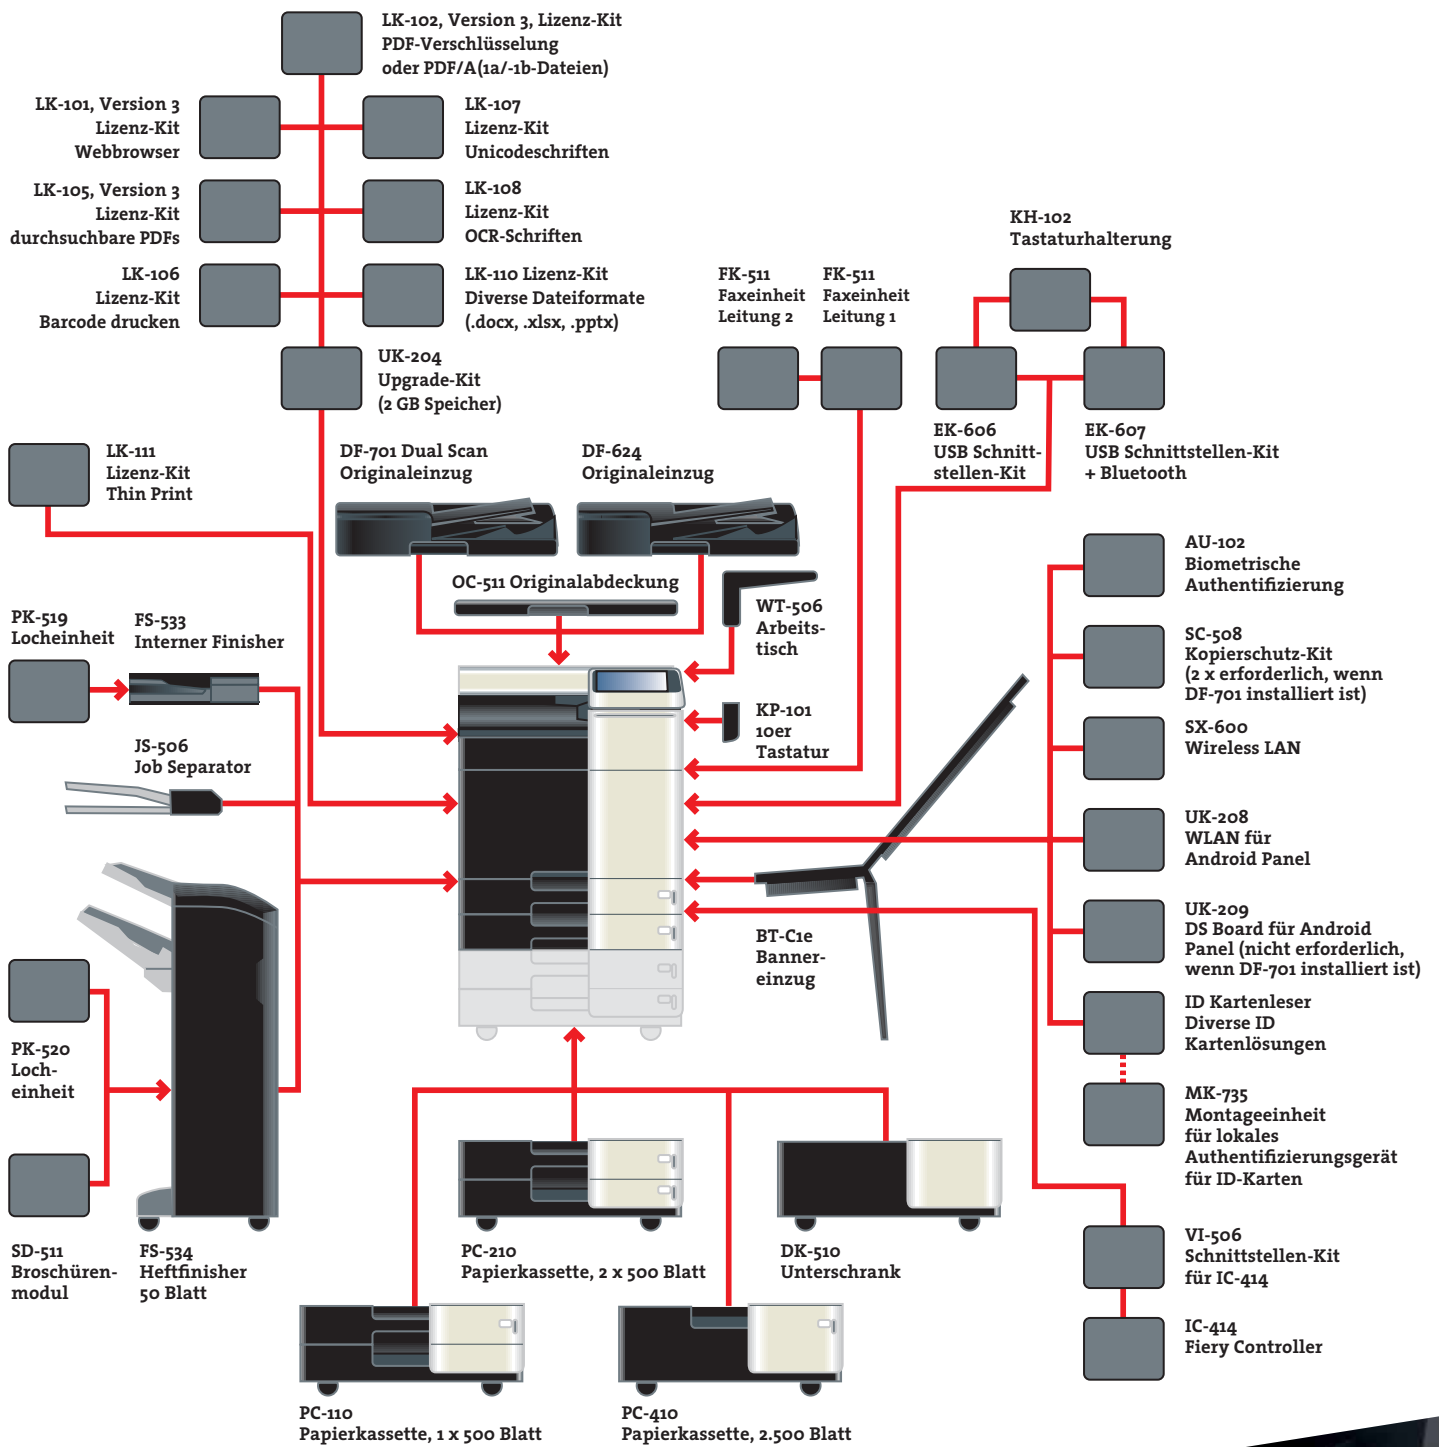 LK-102, Version 3, Lizenz-Kit
PDF-Verschlüsselung
oder PDF/A(1a/-1b-Dateien)
LK-101, Version 3
Lizenz-Kit
Webbrowser
LK-107
Lizenz-Kit
Unicodeschriften
LK-105, Version 3
Lizenz-Kit
durchsuchbare PDFs
LK-108
Lizenz-Kit
OCR-Schriften
LK-106
Lizenz-Kit
Barcode drucken
LK-110 Lizenz-Kit
Diverse Dateiformate
(.docx, .xlsx, .pptx)
UK-204
Upgrade-Kit
(2 GB Speicher)
FK-511
Faxeinheit
Leitung 2
FK-511
Faxeinheit
Leitung 1
KH-102
Tastaturhalterung
EK-606
USB Schnitt-
stellen-Kit
EK-607
USB Schnittstellen-Kit
+ Bluetooth
LK-111
Lizenz-Kit
Thin Print
DF-701 Dual Scan
Originaleinzug
DF-624
Originaleinzug
OC-511 Originalabdeckung
WT-506
Arbeits-
tisch
KP-101
10er
Tastatur
PK-519
Locheinheit
FS-533
Interner Finisher
JS-506
Job Separator
AU-102
Biometrische
Authentifizierung
SC-508
Kopierschutz-Kit
(2 x erforderlich, wenn
DF-701 installiert ist)
SX-600
Wireless LAN
UK-208
WLAN für
Android Panel
UK-209
DS Board für Android
Panel (nicht erforderlich,
wenn DF-701 installiert ist)
BT-C1e
Banner-
einzug
ID Kartenleser
Diverse ID
Kartenlösungen
MK-735
Montageeinheit
für lokales
Authentifizierungsgerät
für ID-Karten
PK-520
Loch-
einheit
SD-511
Broschüren-
modul
FS-534
Heftfinisher
50 Blatt
PC-210
Papierkassette, 2 x 500 Blatt
DK-510
Unterschrank
VI-506
Schnittstellen-Kit
für IC-414
IC-414
Fiery Controller
PC-110
Papierkassette, 1 x 500 Blatt
PC-410
Papierkassette, 2.500 Blatt